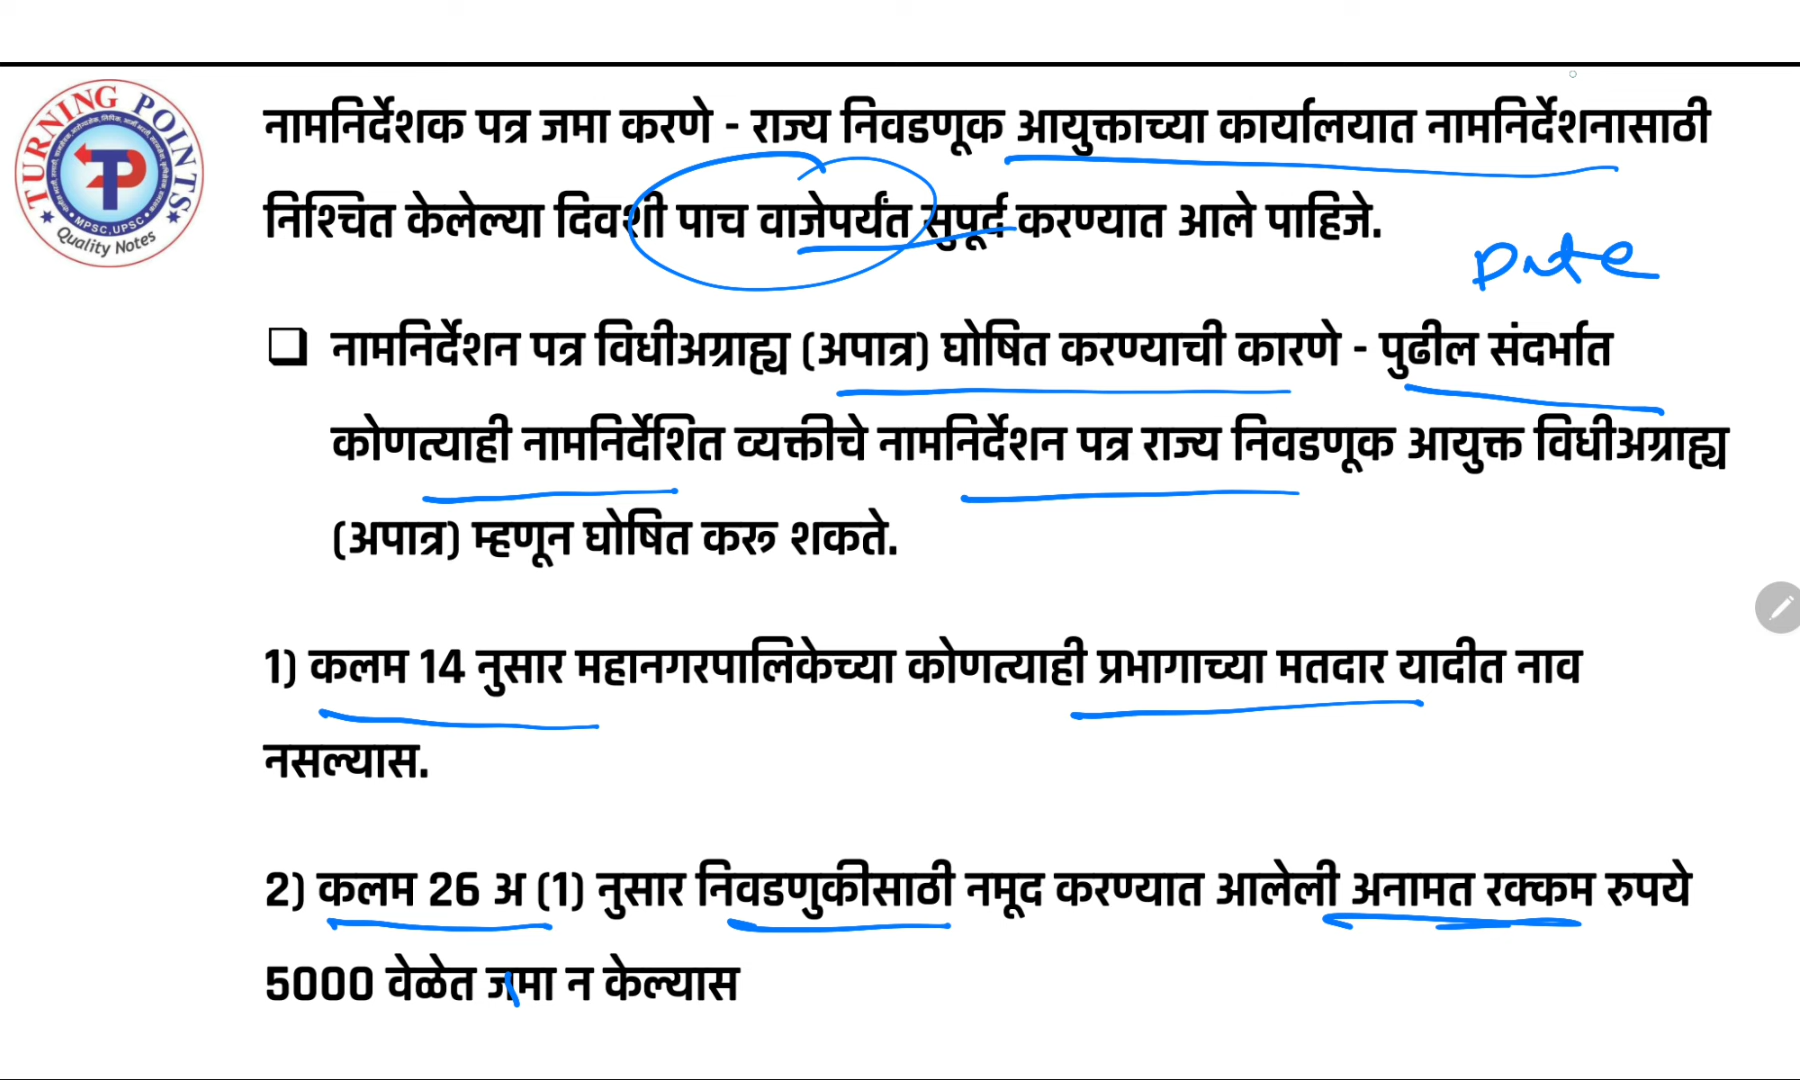 नामनिर्देशक पत्र जमा करणे - राज्य निवडणूक आयुक्ताच्या कार्यालयात नामनिर्देशनासाठी
निश्चित केलेल्या दिवशी पाच वाजेपर्यंत सुपूर्द करण्यात आले पाहिजे.
Date
❑ नामनिर्देशन पत्र विधीअग्राह्य (अपात्र) घोषित करण्याची कारणे - पुढील संदर्भात
कोणत्याही नामनिर्देशित व्यक्तीचे नामनिर्देशन पत्र राज्य निवडणूक आयुक्त विधीअग्राह्य
(अपात्र) म्हणून घोषित करू शकते.
1) कलम 14 नुसार महानगरपालिकेच्या कोणत्याही प्रभागाच्या मतदार यादीत नाव
नसल्यास.
2) कलम 26 अ (1) नुसार निवडणुकीसाठी नमूद करण्यात आलेली अनामत रक्कम रुपये
5000 वेळेत जमा न केल्यास
TURNING POINTS
TP
MPSC, UPSC
Quality Notes